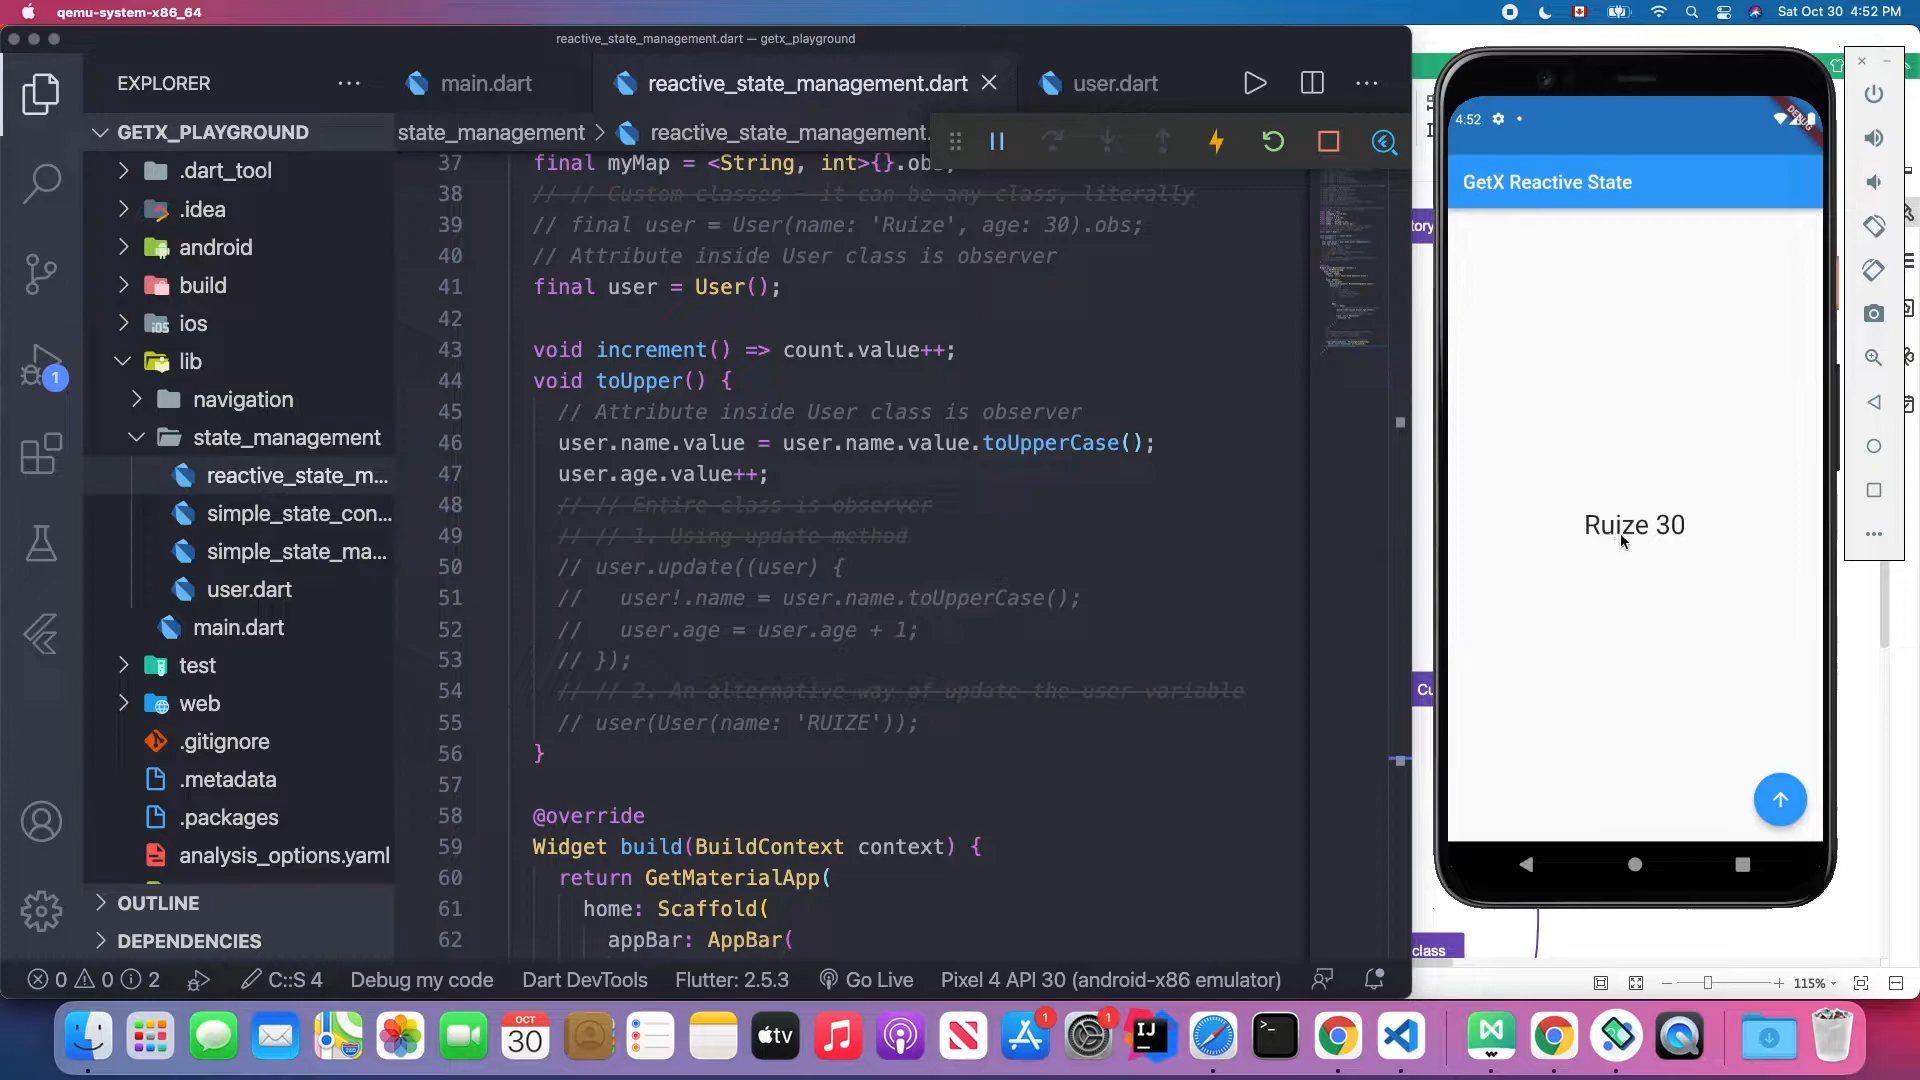 qemu-system-x86_64
Sat Oct 30 4:52 PM
reactive_state_management.dart — getx_playground
EXPLORER
main.dart
reactive_state_management.dart
user.dart
GETX_PLAYGROUND
state_management > reactive_state_management.
.dart_tool
.idea
android
build
ios
lib
navigation
state_management
reactive_state_m...
simple_state_con...
simple_state_ma...
user.dart
main.dart
test
web
.gitignore
.metadata
.packages
analysis_options.yaml
OUTLINE
DEPENDENCIES
1
37 final myMap = <String, int>{}.ob
38 // // Custom classes - it can be any class, literally
39 // final user = User(name: 'Ruize', age: 30).obs;
40 // Attribute inside User class is observer
41 final user = User();
42
43 void increment() => count.value++;
44 void toUpper() {
45 // Attribute inside User class is observer
46 user.name.value = user.name.value.toUpperCase();
47 user.age.value++;
48 // // Entire class is observer
49 // // 1. Using update method
50 // user.update((user) {
51 // user!.name = user.name.toUpperCase();
52 // user.age = user.age + 1;
53 // });
54 // // 2. An alternative way of update the user variable
55 // user(User(name: 'RUIZE'));
56 }
57
58 @override
59 Widget build(BuildContext context) {
60 return GetMaterialApp(
61 home: Scaffold(
62 appBar: AppBar(
0 0 2
C::S 4
Debug my code
Dart DevTools
Flutter: 2.5.3
Go Live
Pixel 4 API 30 (android-x86 emulator)
4:52
DEBUG
GetX Reactive State
Ruize 30
tory
Cu
class
115%
OCT
30
tv
1
1
IJ